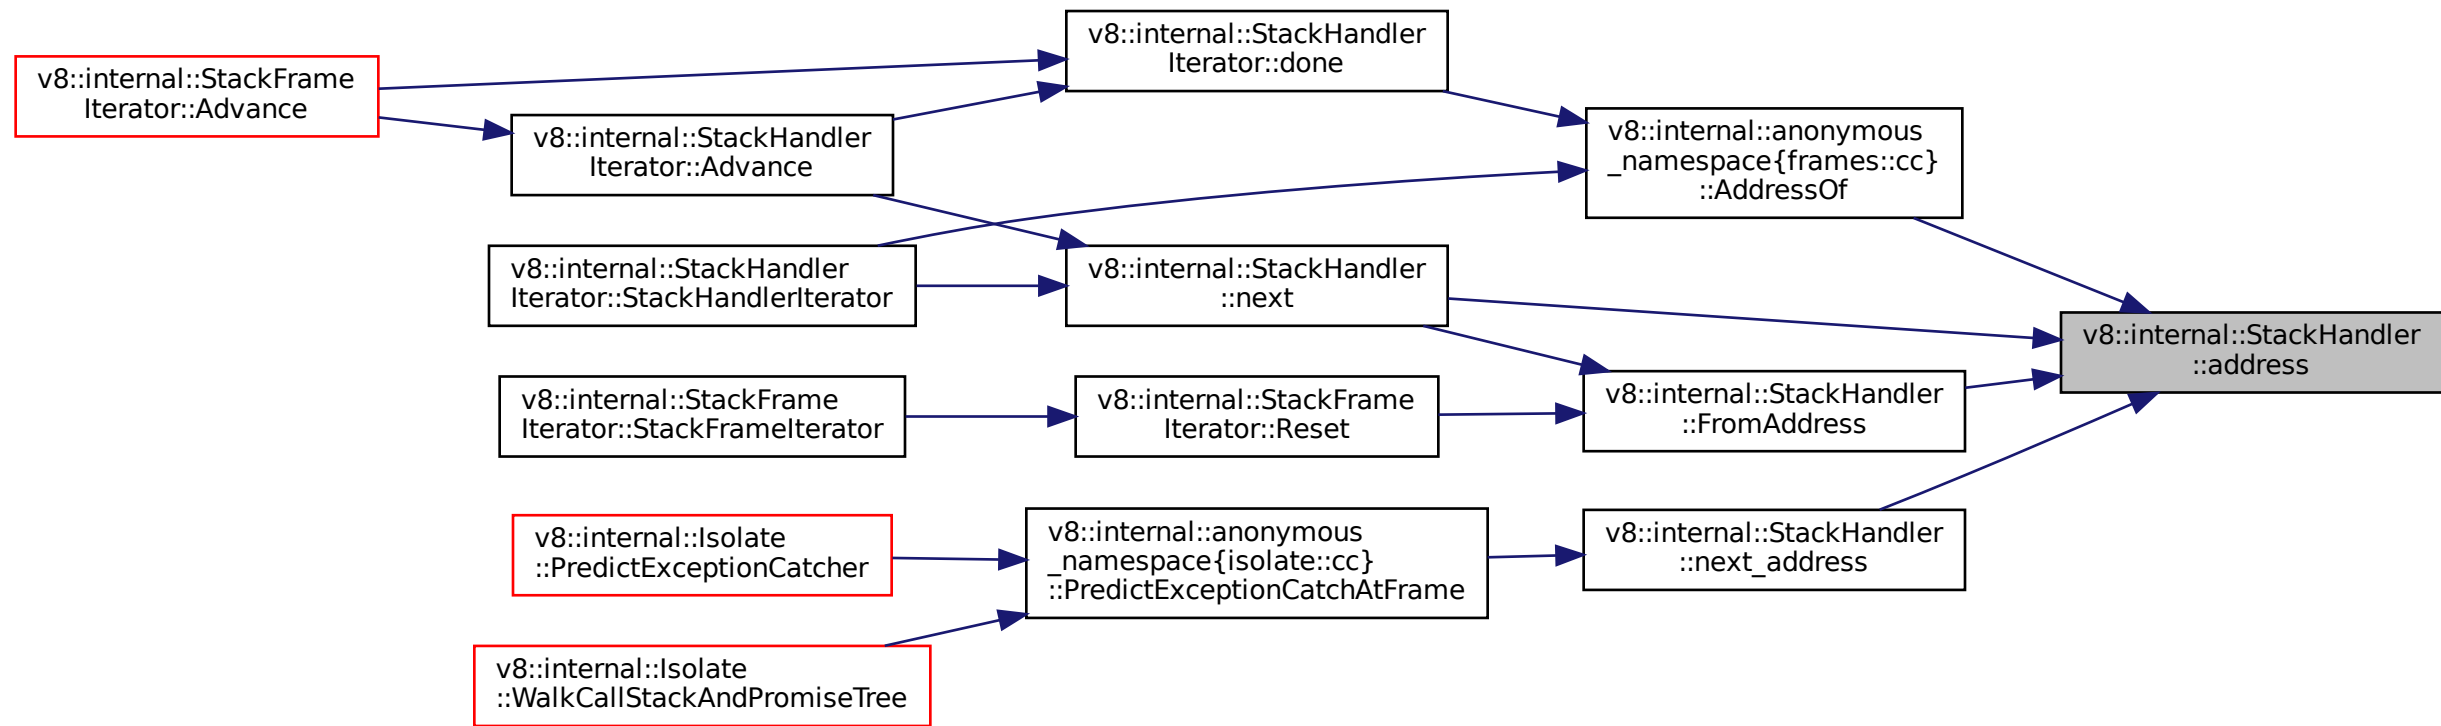 v8::internal::StackFrame
Iterator::Advance
v8::internal::StackHandler
Iterator::done
v8::internal::StackHandler
Iterator::Advance
v8::internal::anonymous
_namespace{frames::cc}
::AddressOf
v8::internal::StackHandler
Iterator::StackHandlerIterator
v8::internal::StackHandler
::next
v8::internal::StackHandler
::address
v8::internal::StackFrame
Iterator::StackFrameIterator
v8::internal::StackFrame
Iterator::Reset
v8::internal::StackHandler
::FromAddress
v8::internal::Isolate
::PredictExceptionCatcher
v8::internal::anonymous
_namespace{isolate::cc}
::PredictExceptionCatchAtFrame
v8::internal::StackHandler
::next_address
v8::internal::Isolate
::WalkCallStackAndPromiseTree